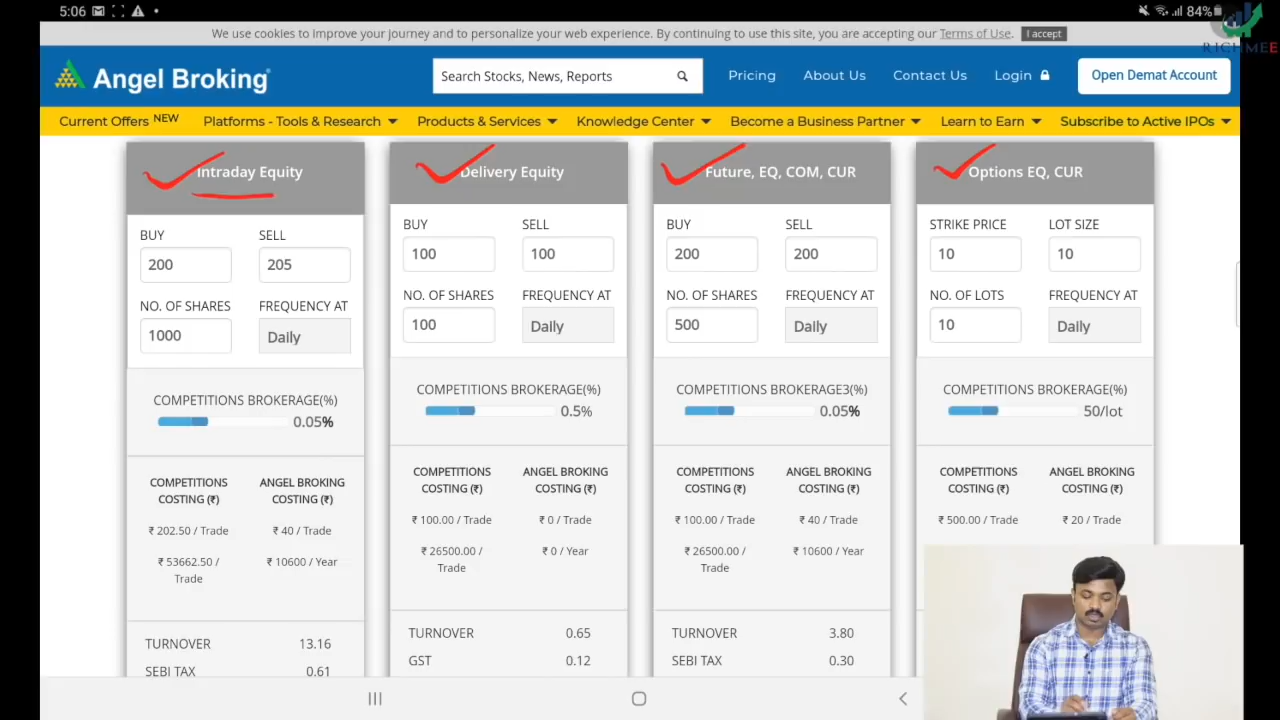 5:06
84%
RICHMEE
We use cookies to Improve your journey and to personalize your web experience. By continuing to use this site, you are accepting our Terms of Use. I accept
Angel Broking
Search Stocks, News, Reports
Pricing About Us Contact Us Login Open Demat Account
Current Offers NEW Platforms - Tools & Research Products & Services Knowledge Center Become a Business Partner Learn to Earn Subscribe to Active IPOs
Intraday Equity
BUY SELL
200 205
NO. OF SHARES FREQUENCY AT
1000 Daily
COMPETITIONS BROKERAGE(%)
0.05%
COMPETITIONS ANGEL BROKING
COSTING (₹) COSTING (₹)
₹ 202.50 / Trade ₹ 40 / Trade
₹ 53662.50 / ₹ 10600 / Year
Trade
TURNOVER 13.16
SEBI TAX 0.61
Delivery Equity
BUY SELL
100 100
NO. OF SHARES FREQUENCY AT
100 Daily
COMPETITIONS BROKERAGE(%)
0.5%
COMPETITIONS ANGEL BROKING
COSTING (₹) COSTING (₹)
₹ 100.00 / Trade ₹ 0 / Trade
₹ 26500.00 / ₹ 0 / Year
Trade
TURNOVER 0.65
GST 0.12
Future, EQ, COM, CUR
BUY SELL
200 200
NO. OF SHARES FREQUENCY AT
500 Daily
COMPETITIONS BROKERAGE3(%)
0.05%
COMPETITIONS ANGEL BROKING
COSTING (₹) COSTING (₹)
₹ 100.00 / Trade ₹ 40 / Trade
₹ 26500.00 / ₹ 10600 / Year
Trade
TURNOVER 3.80
SEBI TAX 0.30
Options EQ, CUR
STRIKE PRICE LOT SIZE
10 10
NO. OF LOTS FREQUENCY AT
10 Daily
COMPETITIONS BROKERAGE(%)
50/lot
COMPETITIONS ANGEL BROKING
COSTING (₹) COSTING (₹)
₹ 500.00 / Trade ₹ 20 / Trade